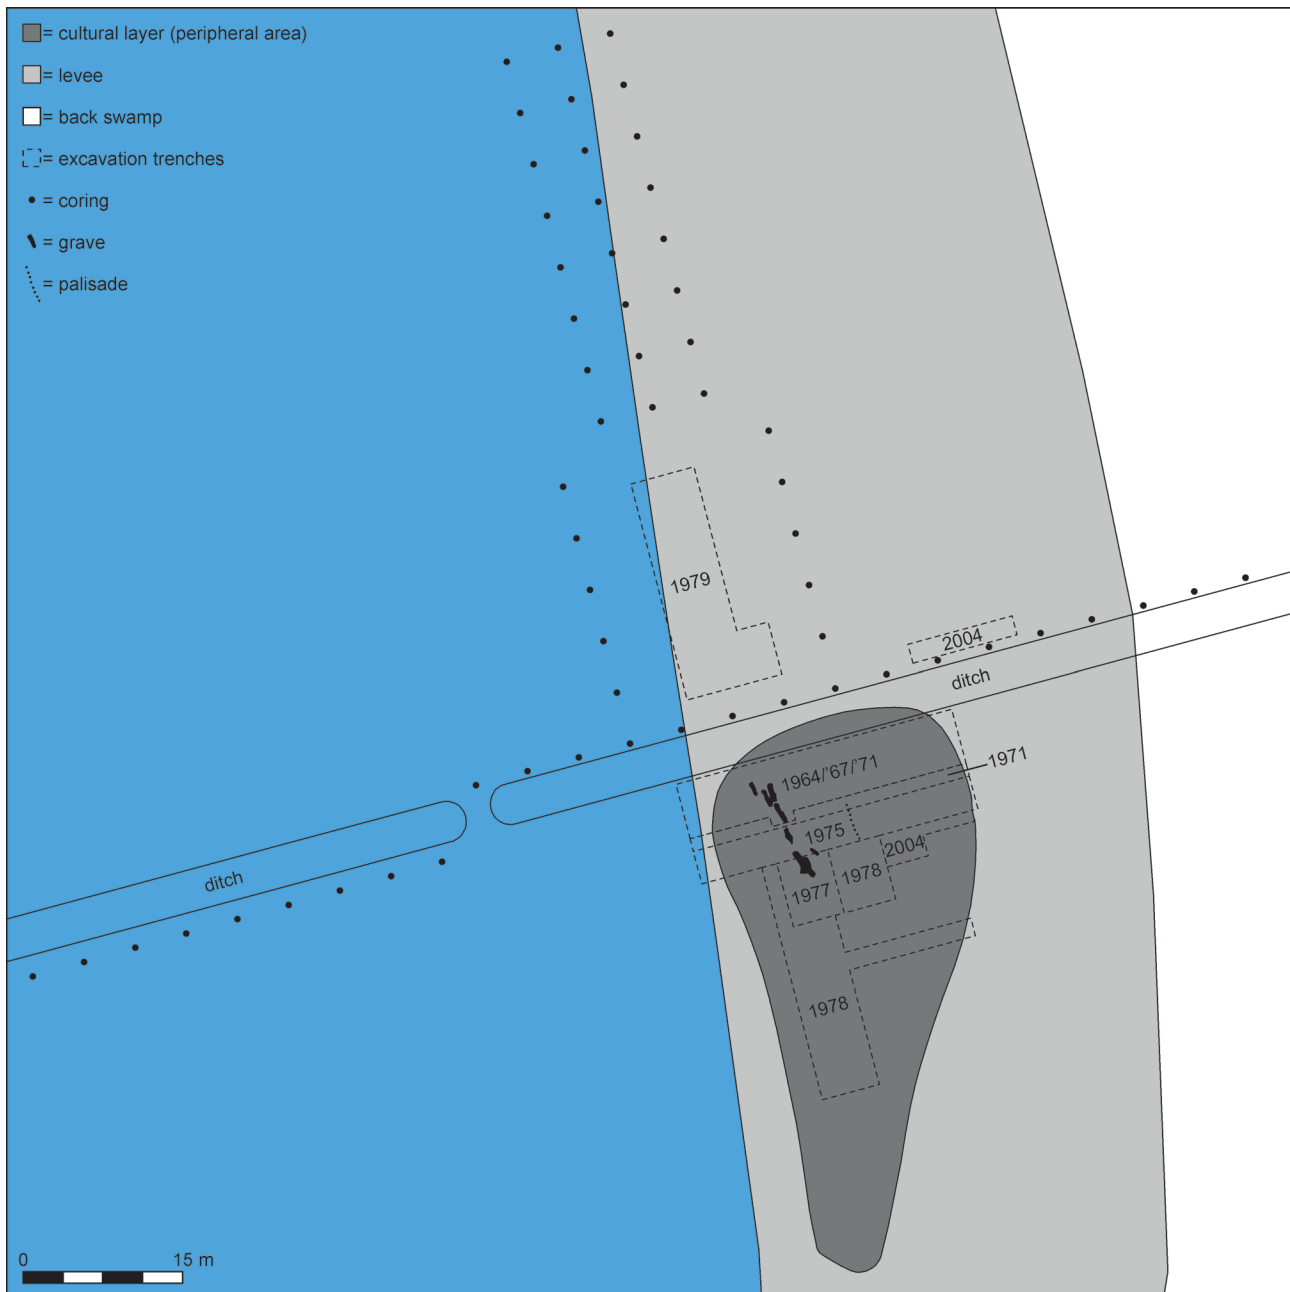 = cultural layer (peripheral area)
= levee
= back swamp
= excavation trenches
= coring
= grave
= palisade
1979
2004
ditch
1971
1964/'67/'71
1975
2004
1978
1977
ditch
1978
0 15 m